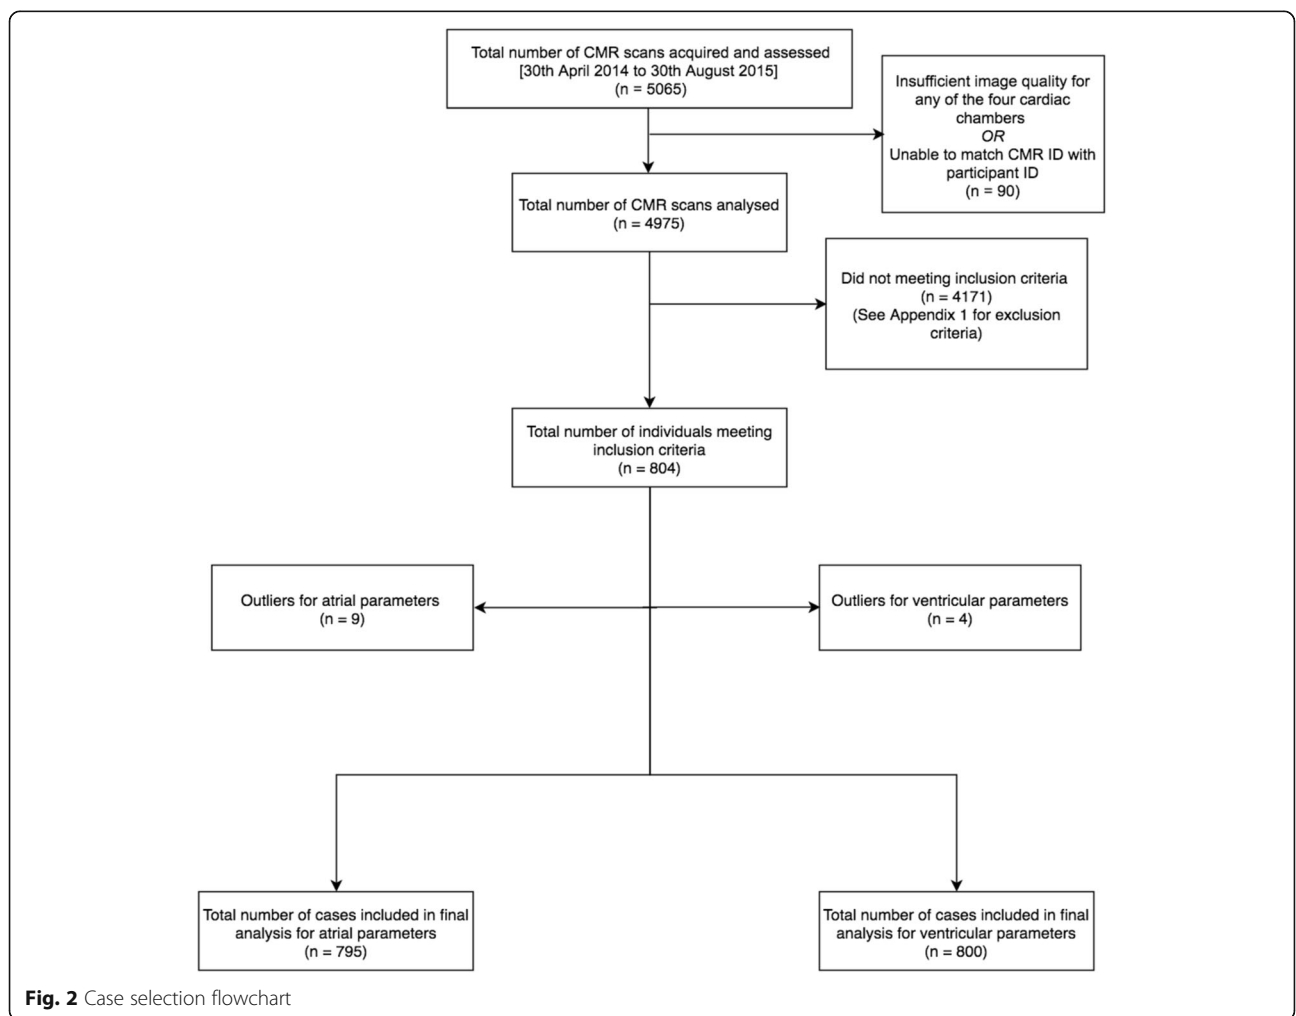 Total number of CMR scans acquired and assessed
[30th April 2014 to 30th August 2015]
(n = 5065)
Insufficient image quality for
any of the four cardiac
chambers
OR
Unable to match CMR ID with
participant ID
(n = 90)
Total number of CMR scans analysed
(n = 4975)
Did not meeting inclusion criteria
(n = 4171)
(See Appendix 1 for exclusion
criteria)
Total number of individuals meeting
inclusion criteria
(n = 804)
Outliers for atrial parameters
(n = 9)
Outliers for ventricular parameters
(n = 4)
Total number of cases included in final
analysis for atrial parameters
(n = 795)
Total number of cases included in final
analysis for ventricular parameters
(n = 800)
Fig. 2 Case selection flowchart